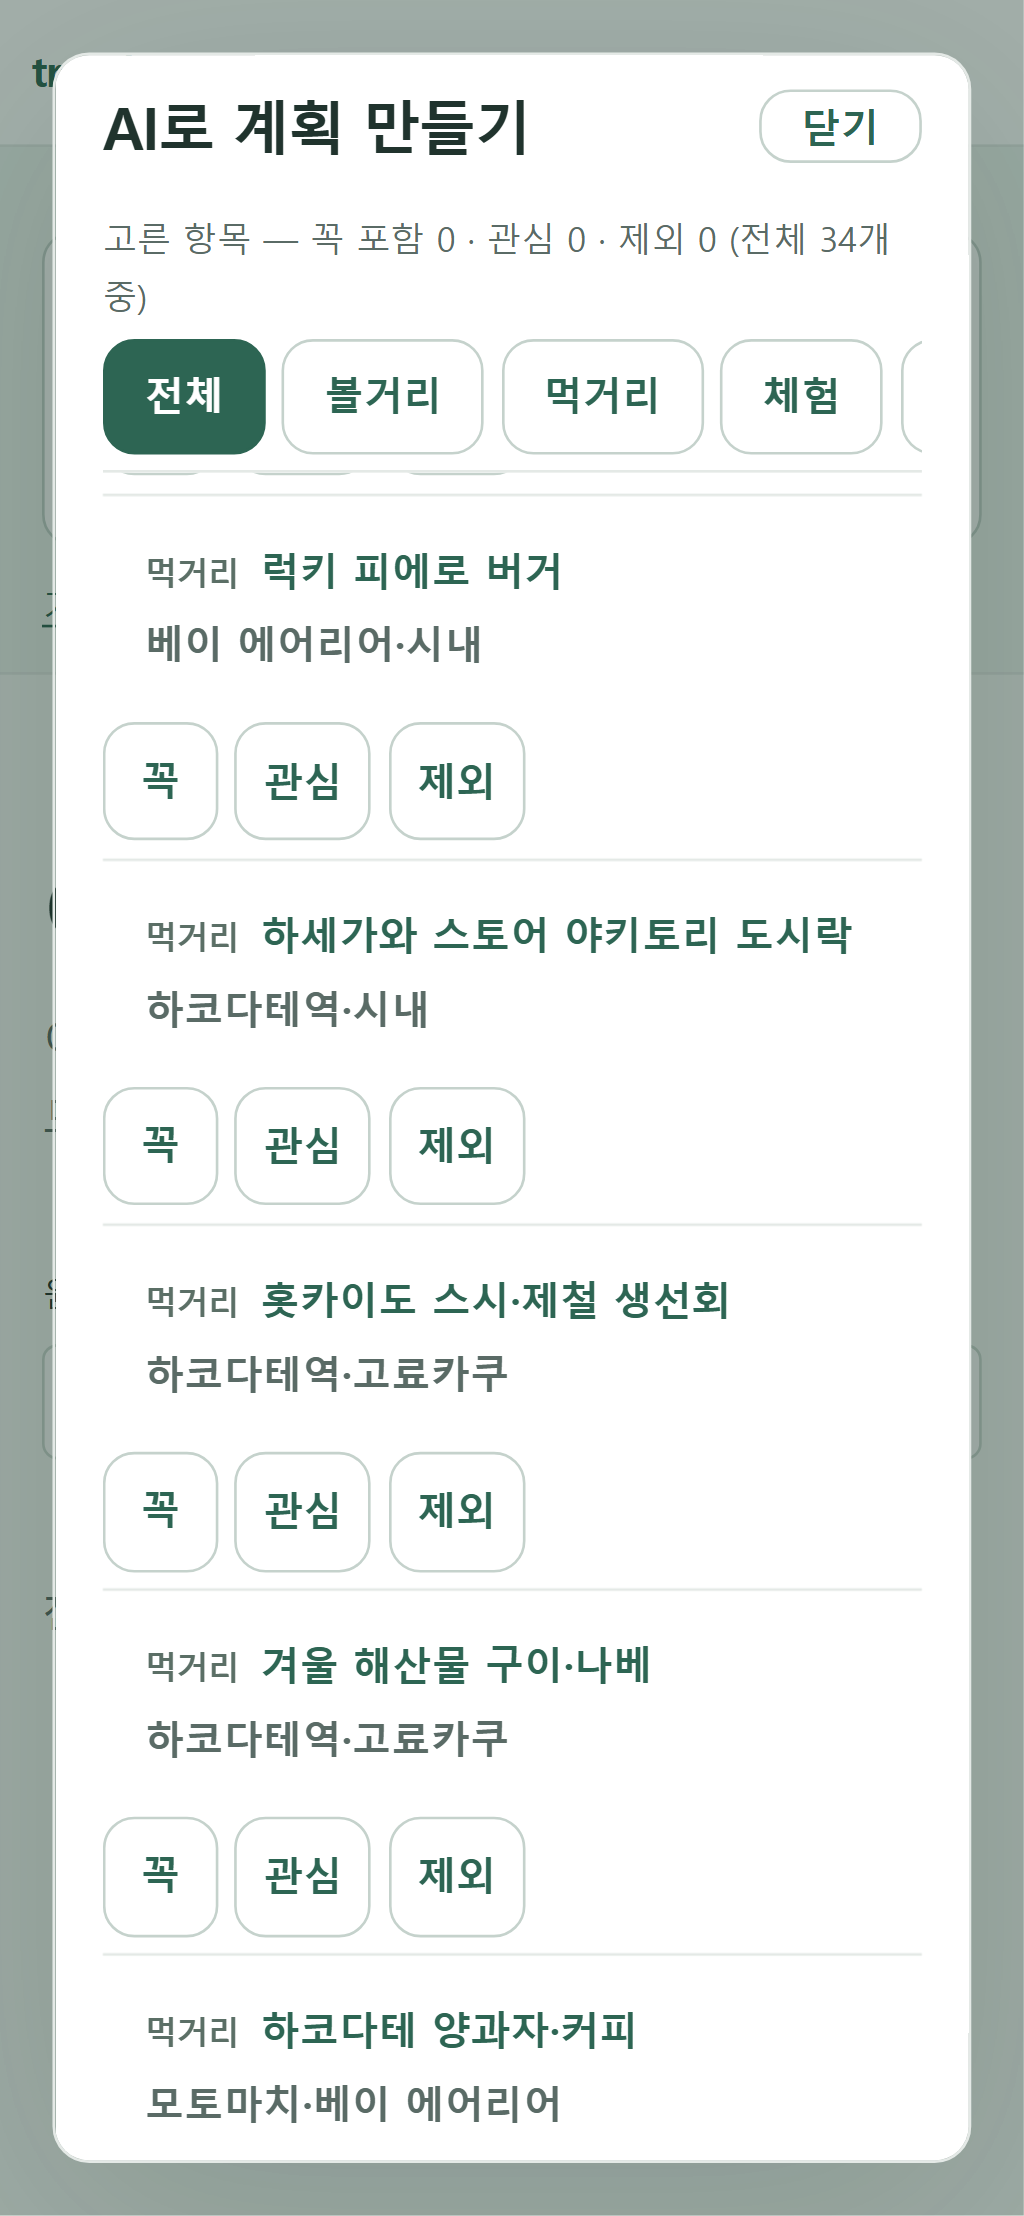 tr
AI로 계획 만들기
닫기
고른 항목 — 꼭 포함 0 · 관심 0 · 제외 0 (전체 34개
중)
전체 볼거리 먹거리 체험
먹거리 럭키 피에로 버거
베이 에어리어·시내
꼭 관심 제외
먹거리 하세가와 스토어 야키토리 도시락
하코다테역·시내
꼭 관심 제외
먹거리 홋카이도 스시·제철 생선회
하코다테역·고료카쿠
꼭 관심 제외
먹거리 겨울 해산물 구이·나베
하코다테역·고료카쿠
꼭 관심 제외
먹거리 하코다테 양과자·커피
모토마치·베이 에어리어